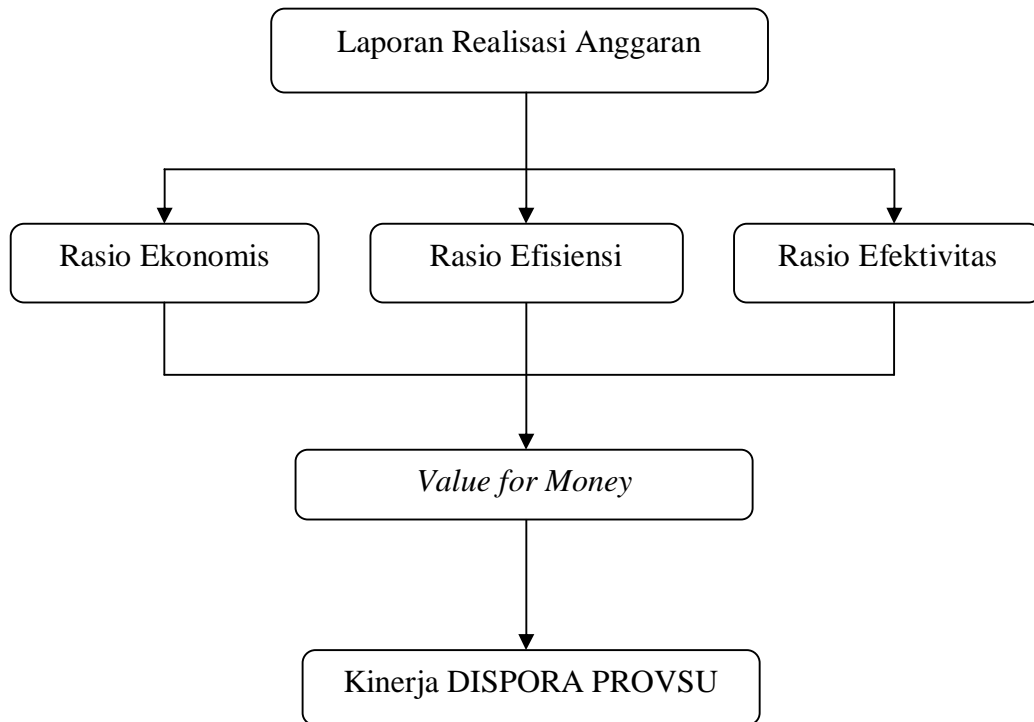 Laporan Realisasi Anggaran
Rasio Ekonomis
Rasio Efisiensi
Rasio Efektivitas
Value for Money
Kinerja DISPORA PROVSU